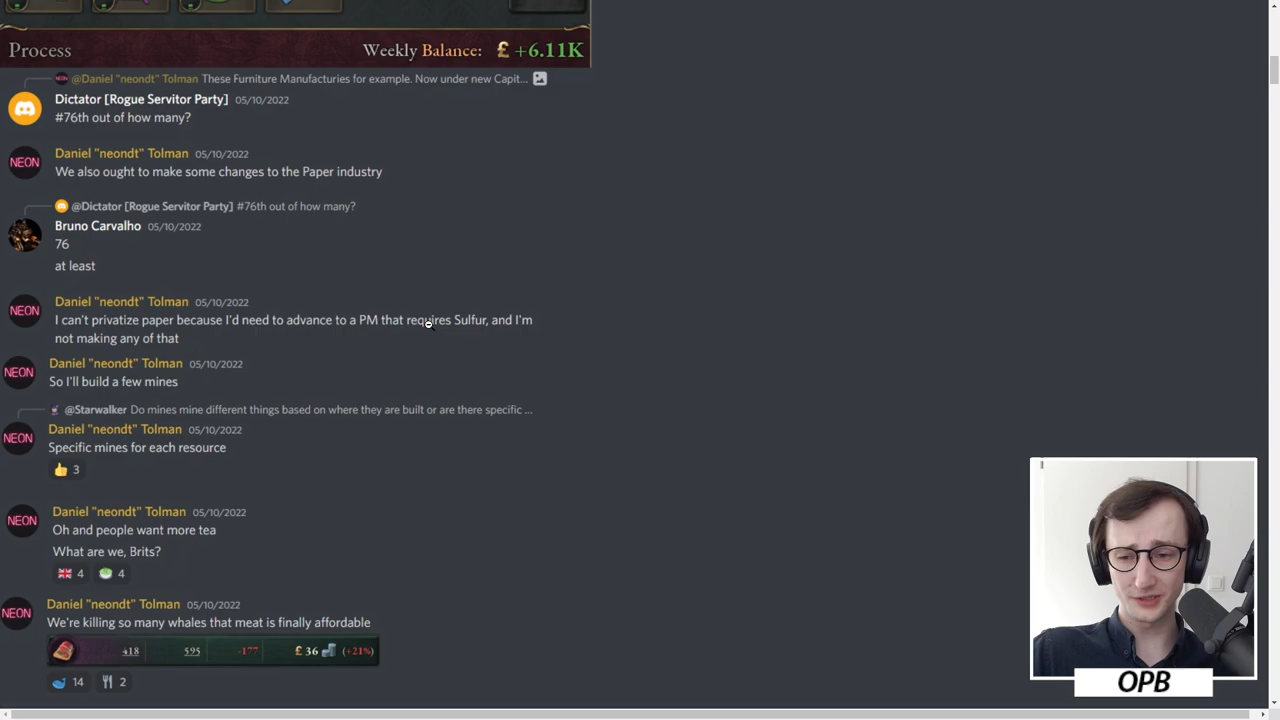 Process
Weekly Balance: £ +6.11K
NEON @Daniel "neondt" Tolman These Furniture Manufacturies for example. Now under new Capit...
Dictator [Rogue Servitor Party] 05/10/2022
#76th out of how many?
NEON
Daniel "neondt" Tolman 05/10/2022
We also ought to make some changes to the Paper industry
@Dictator [Rogue Servitor Party] #76th out of how many?
Bruno Carvalho 05/10/2022
76
at least
NEON
Daniel "neondt" Tolman 05/10/2022
I can't privatize paper because I'd need to advance to a PM that requires Sulfur, and I'm
not making any of that
NEON
Daniel "neondt" Tolman 05/10/2022
So I'll build a few mines
@Starwalker Do mines mine different things based on where they are built or are there specific ...
NEON
Daniel "neondt" Tolman 05/10/2022
Specific mines for each resource
3
NEON
Daniel "neondt" Tolman 05/10/2022
Oh and people want more tea
What are we, Brits?
4 4
NEON
Daniel "neondt" Tolman 05/10/2022
We're killing so many whales that meat is finally affordable
418 595 -177 £ 36 (+21%)
14 2
OPB